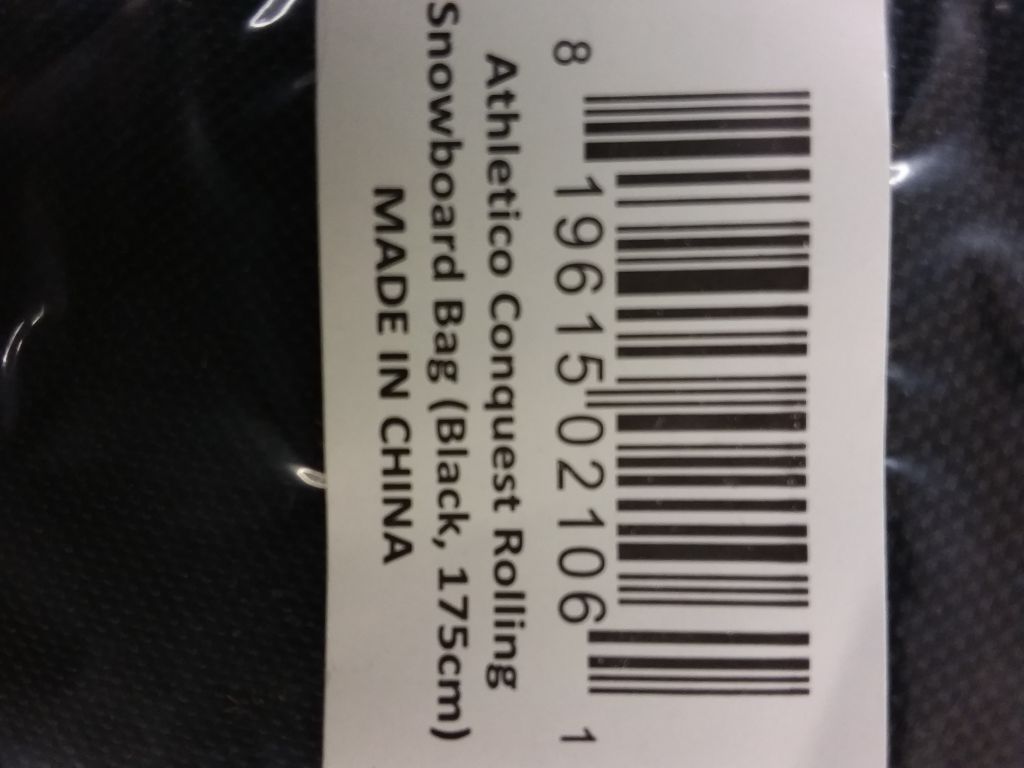 8 19615 02106 1
Athletico Conquest Rolling
Snowboard Bag (Black, 175cm)
MADE IN CHINA